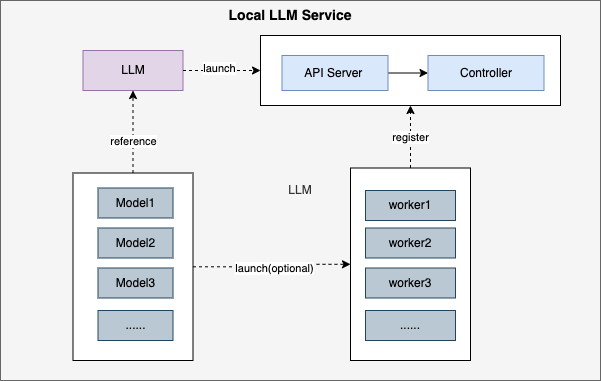 Local LLM Service
LLM
launch
API Server
Controller
reference
register
LLM
Model1
Model2
Model3
......
launch(optional)
worker1
worker2
worker3
......